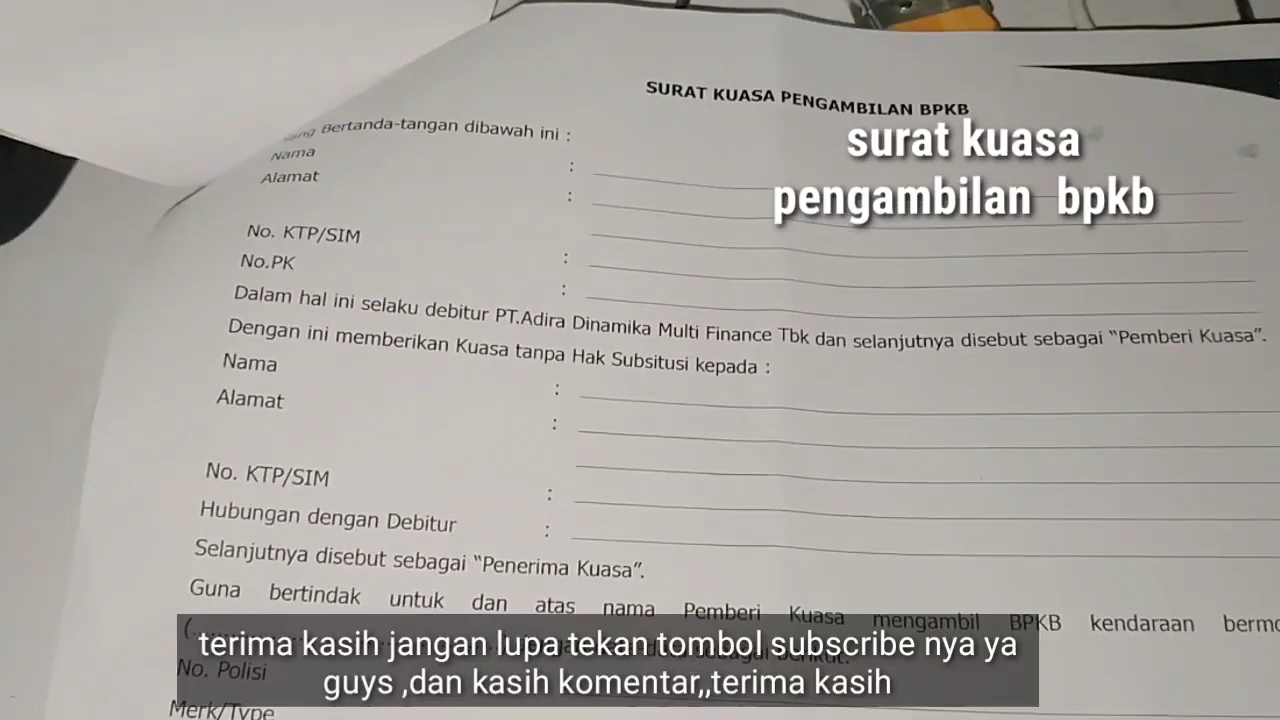 SURAT KUASA PENGAMBILAN BPKB
surat kuasa
pengambilan bpkb
Bertanda-tangan dibawah ini :
Nama :
Alamat :
No. KTP/SIM :
No.PK :
Dalam hal ini selaku debitur PT.Adira Dinamika Multi Finance Tbk dan selanjutnya disebut sebagai “Pemberi Kuasa”.
Dengan ini memberikan Kuasa tanpa Hak Subsitusi kepada :
Nama :
Alamat :
No. KTP/SIM :
Hubungan dengan Debitur :
Selanjutnya disebut sebagai “Penerima Kuasa”.
Guna bertindak untuk dan atas nama Pemberi Kuasa mengambil BPKB kendaraan
terima kasih jangan lupa tekan tombol subscribe nya ya
guys ,dan kasih komentar,,terima kasih
No. Polisi
Merk/Type